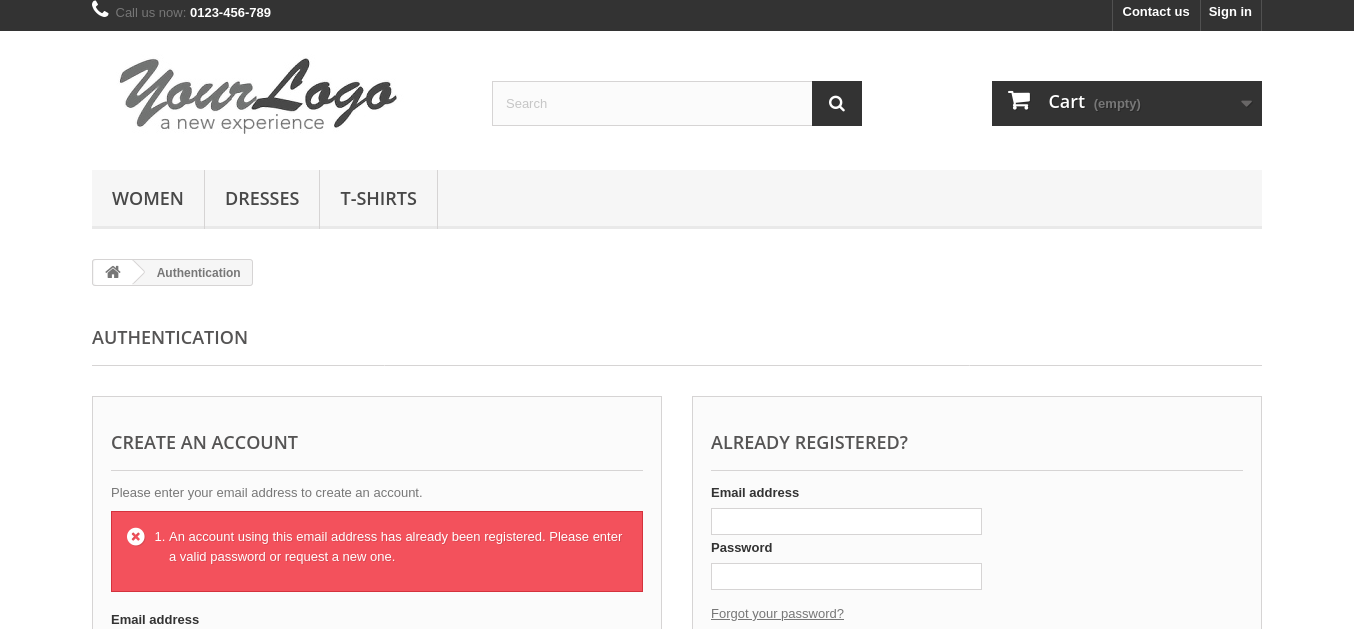 Call us now: 0123-456-789
Contact us
Sign in
YourLogo
a new experience
Search
Cart (empty)
WOMEN
DRESSES
T-SHIRTS
Authentication
AUTHENTICATION
CREATE AN ACCOUNT
Please enter your email address to create an account.
1. An account using this email address has already been registered. Please enter
a valid password or request a new one.
Email address
ALREADY REGISTERED?
Email address
Password
Forgot your password?